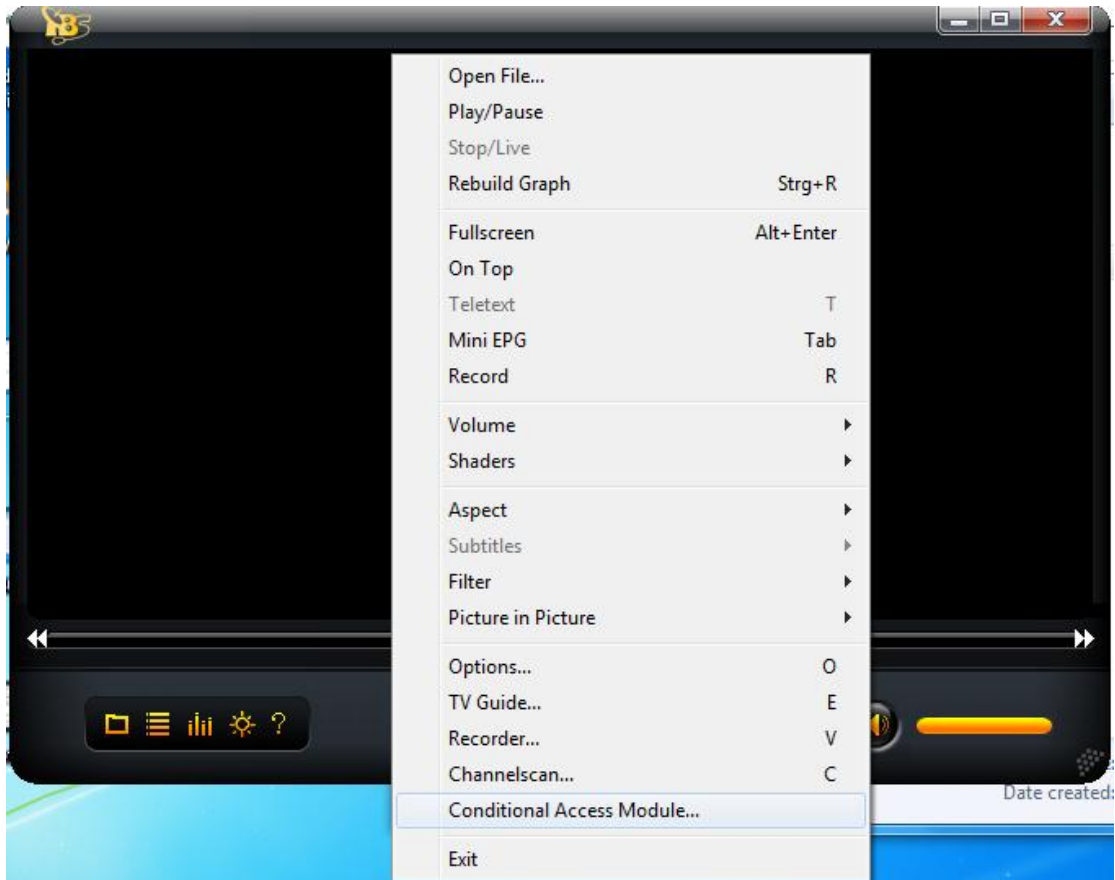 TBS
Open File...
Play/Pause
Stop/Live
Rebuild Graph Strg+R
Fullscreen Alt+Enter
On Top
Teletext T
Mini EPG Tab
Record R
Volume
Shaders
Aspect
Subtitles
Filter
Picture in Picture
Options... O
TV Guide... E
Recorder... V
Channelscan... C
Conditional Access Module...
Exit
Date created: